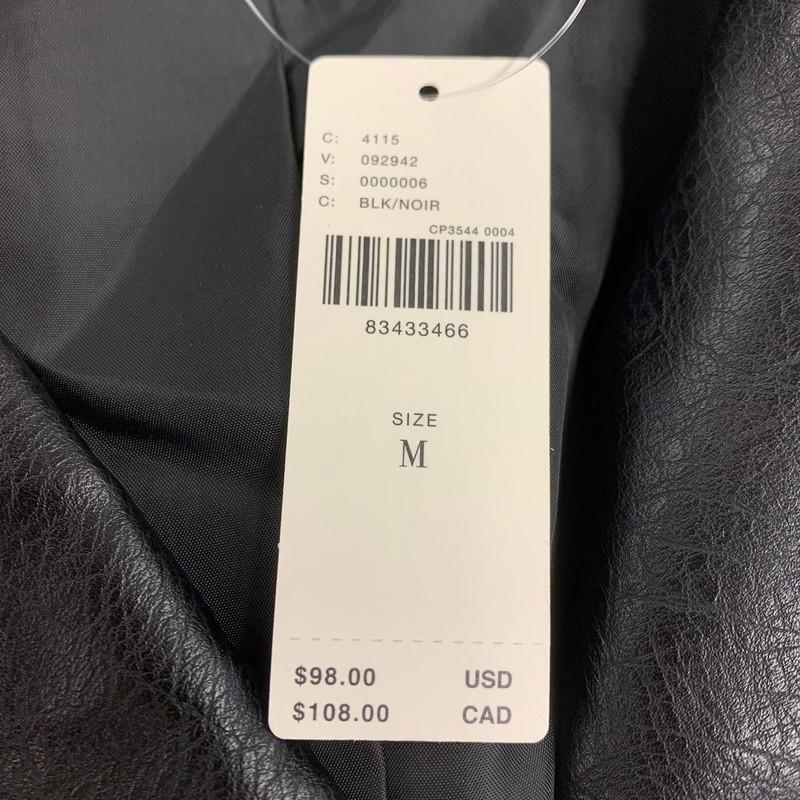 C: 4115
V: 092942
S: 0000006
C: BLK/NOIR
CP3544 0004
83433466
SIZE
M
$98.00 USD
$108.00 CAD